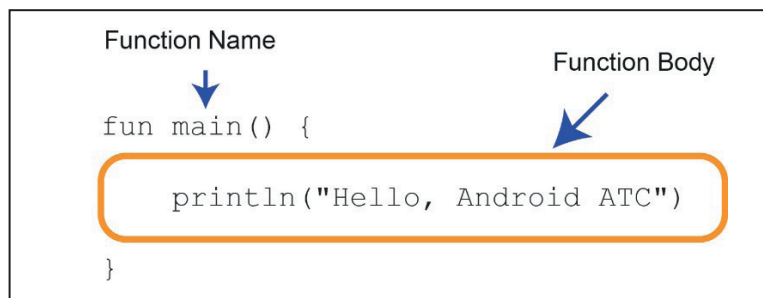 Function Name
Function Body
fun main() {
println("Hello, Android ATC")
}